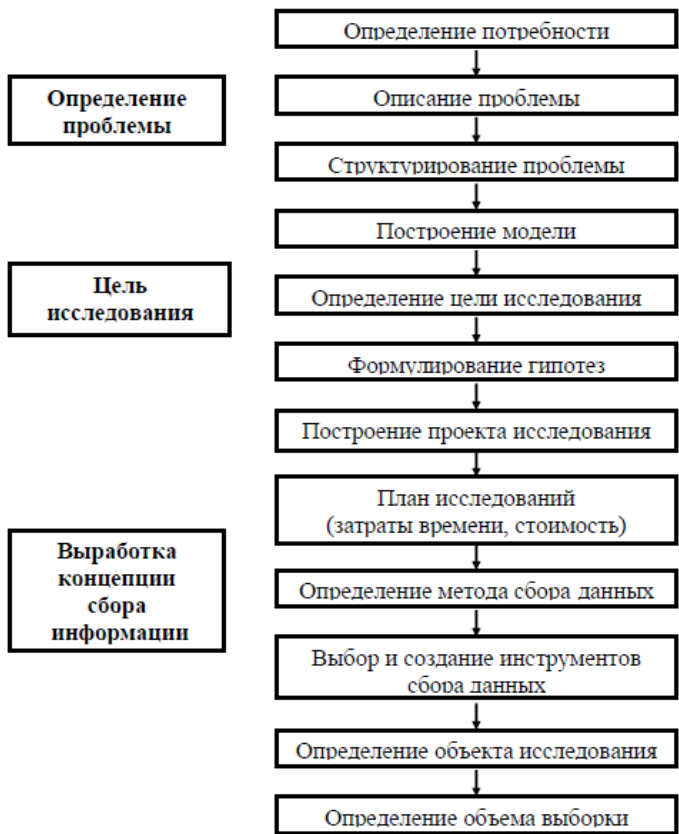 Определение потребности
Определение
проблемы
Описание проблемы
Структурирование проблемы
Построение модели
Цель
исследования
Определение цели исследования
Формулирование гипотез
Построение проекта исследования
План исследований
(затраты времени, стоимость)
Выработка
концепции
сбора
информации
Определение метода сбора данных
Выбор и создание инструментов
сбора данных
Определение объекта исследования
Определение объема выборки